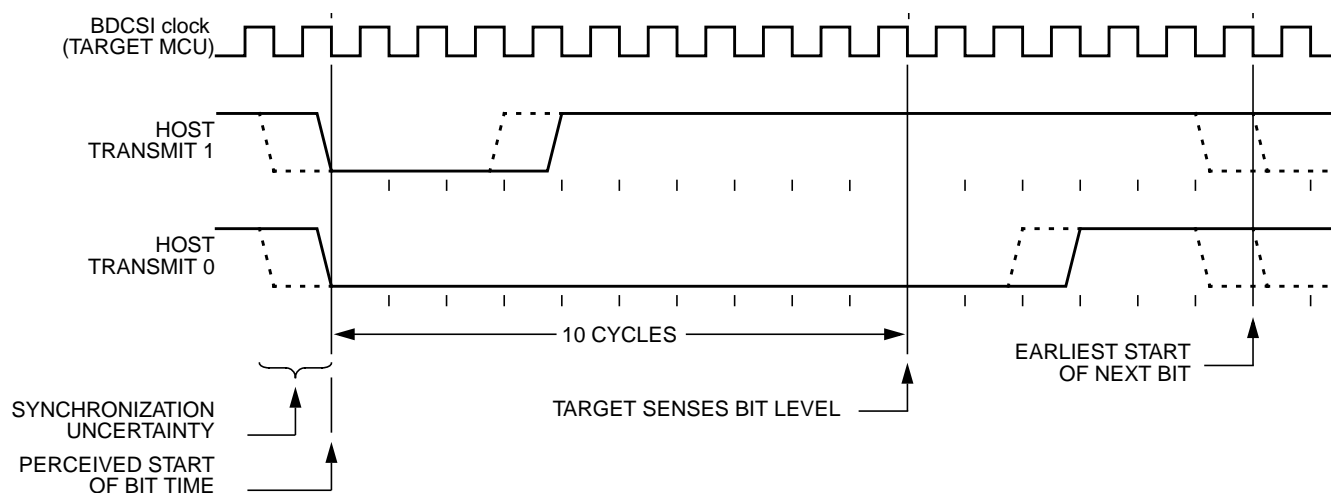 BDCSI clock
(TARGET MCU)
HOST
TRANSMIT 1
HOST
TRANSMIT 0
10 CYCLES
EARLIEST START
OF NEXT BIT
TARGET SENSES BIT LEVEL
SYNCHRONIZATION
UNCERTAINTY
PERCEIVED START
OF BIT TIME